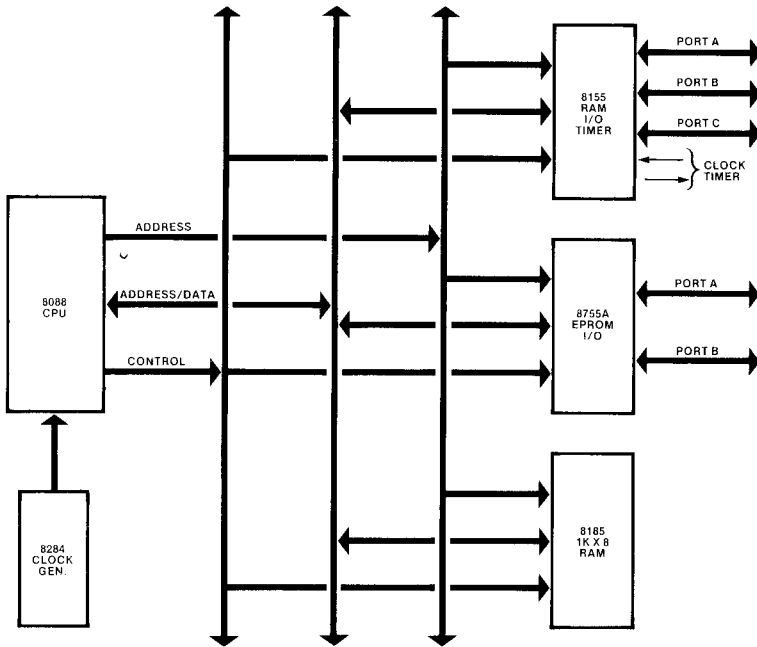 PORT A
PORT B
PORT C
8155
RAM
I/O
TIMER
CLOCK
TIMER
ADDRESS
ADDRESS/DATA
CONTROL
8088
CPU
8755A
EPROM
I/O
PORT A
PORT B
8284
CLOCK
GEN.
8185
1K X 8
RAM